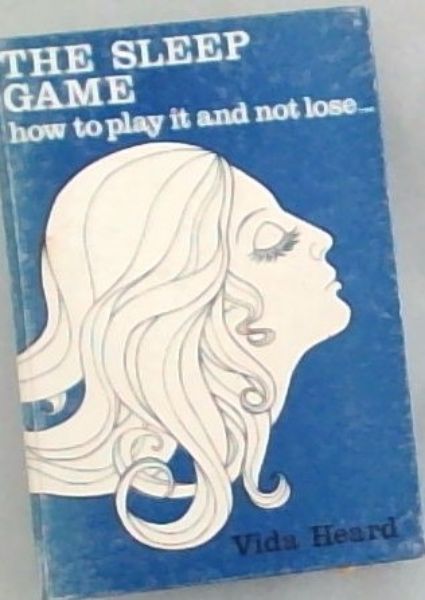 THE SLEEP
GAME
how to play it and not lose...
Vida Heard